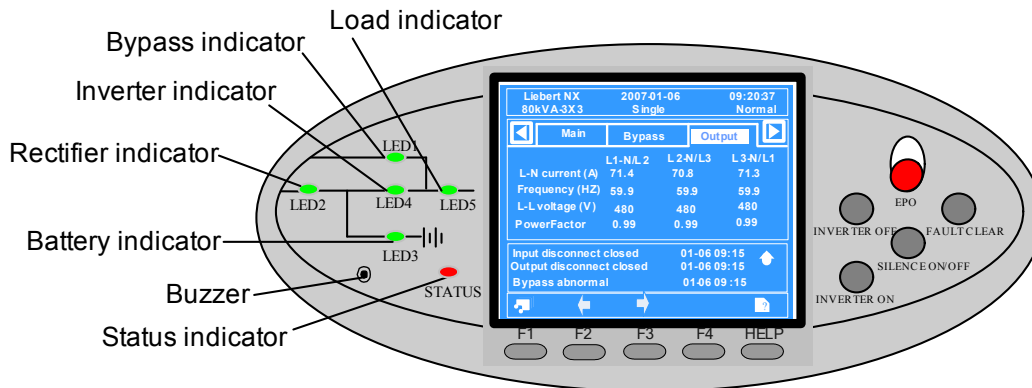 Load indicator
Bypass indicator
Inverter indicator
Rectifier indicator
Battery indicator
Buzzer
Status indicator
LED1
LED2
LED4
LED5
LED3
STATUS
Liebert NX 2007-01-06 09:20:37
80kVA-3X3 Single Normal
Main Bypass Output
L1-N/L2 L2-N/L3 L3-N/L1
L-N current (A) 71.4 70.8 71.3
Frequency (HZ) 59.9 59.9 59.9
L-L voltage (V) 480 480 480
PowerFactor 0.99 0.99 0.99
Input disconnect closed 01-06 09:15
Output disconnect closed 01-06 09:15
Bypass abnormal 01-06 09:15
?
F1 F2 F3 F4 HELP
EPO
INVERTER OFF FAULT CLEAR
SILENCE ON/OFF
INVERTER ON